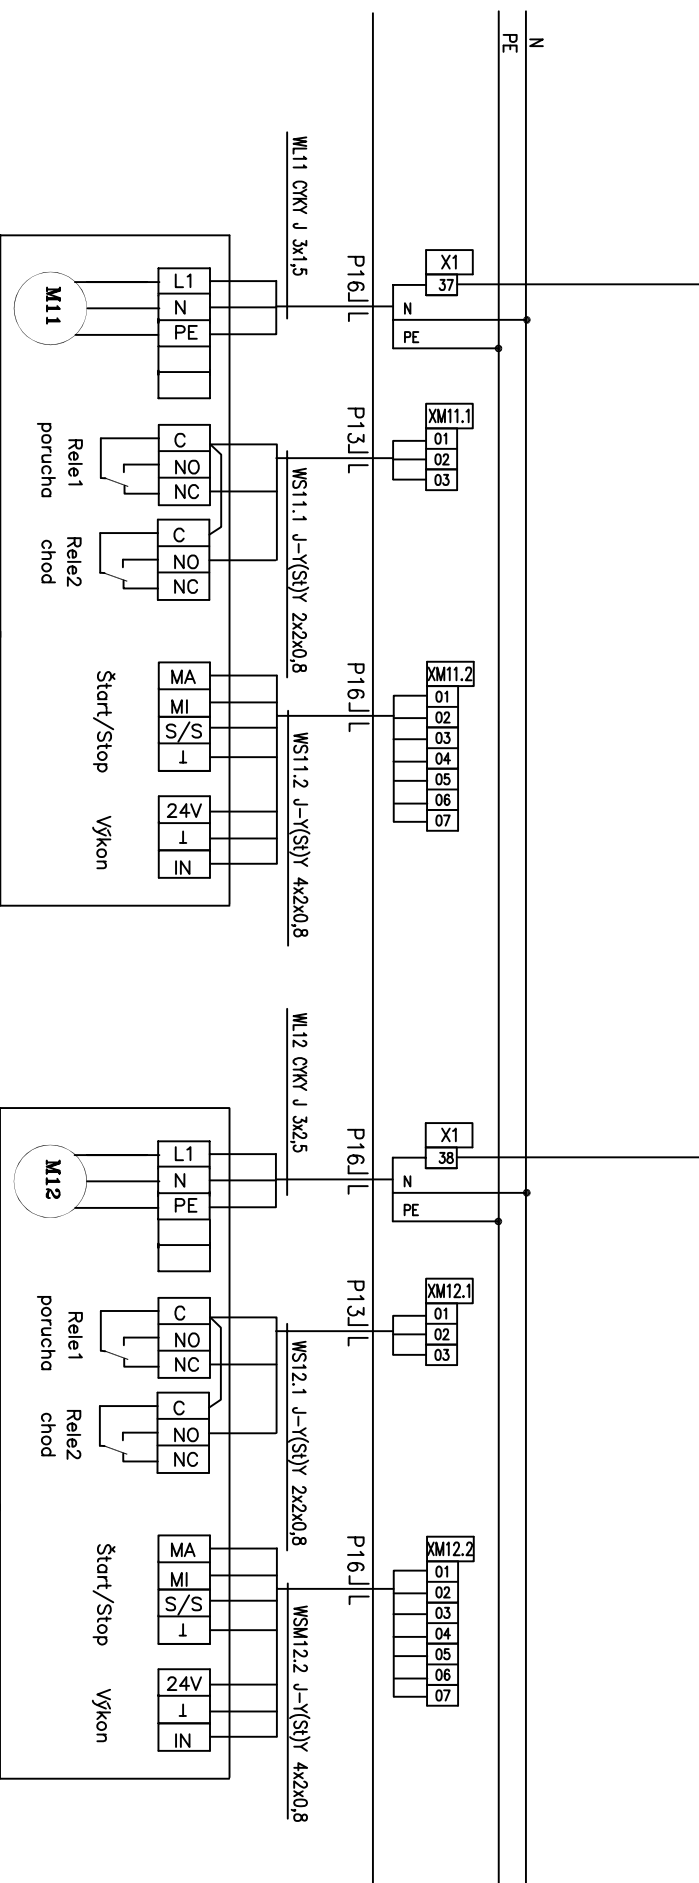 N
PE
WL11 CYKY J 3x1,5
P16
X1
37
N
PE
M11
L1
N
PE
P13
XM11.1
01
02
03
Rele1
porucha
C
NO
NC
WS11.1 J-Y(St)Y 2x2x0,8
Rele2
chod
C
NO
NC
P16
XM11.2
01
02
03
04
05
06
07
Štart/Stop
MA
MI
S/S
⊥
WS11.2 J-Y(St)Y 4x2x0,8
Výkon
24V
⊥
IN
WL12 CYKY J 3x2,5
P16
X1
38
N
PE
M12
L1
N
PE
P13
XM12.1
01
02
03
Rele1
porucha
C
NO
NC
WS12.1 J-Y(St)Y 2x2x0,8
Rele2
chod
C
NO
NC
P16
XM12.2
01
02
03
04
05
06
07
Štart/Stop
MA
MI
S/S
⊥
WSM12.2 J-Y(St)Y 4x2x0,8
Výkon
24V
⊥
IN